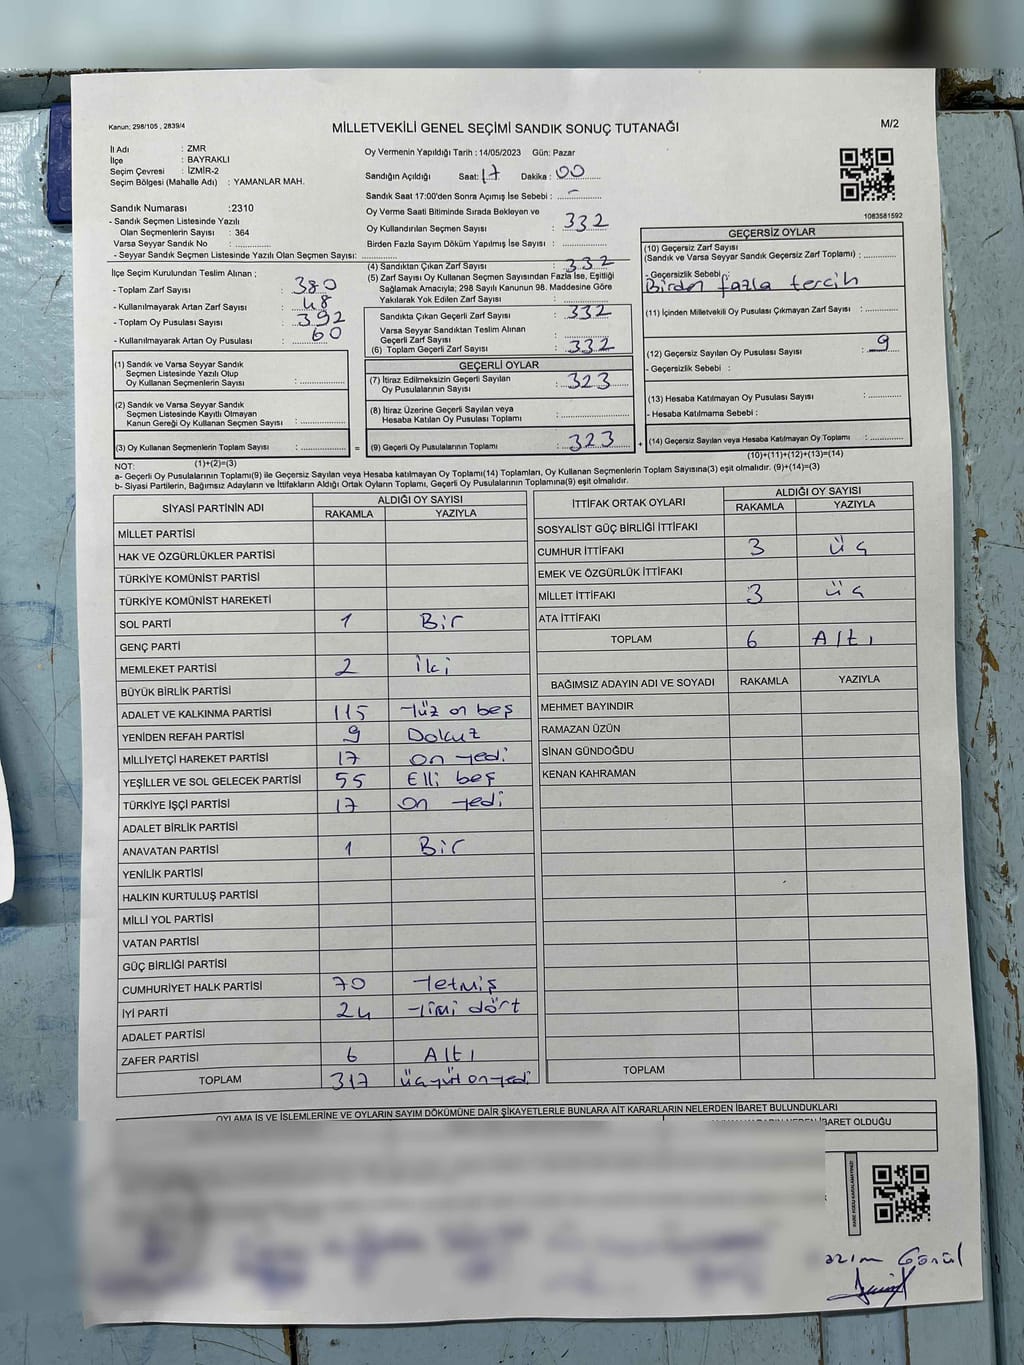 Kanun; 298/105 , 2839/4
MİLLETVEKİLİ GENEL SEÇİMİ SANDIK SONUÇ TUTANAĞI
M/2
İl Adı : ZMR
İlçe : BAYRAKLI
Seçim Çevresi : İZMİR-2
Seçim Bölgesi (Mahalle Adı) : YAMANLAR MAH.
Oy Vermenin Yapıldığı Tarih : 14/05/2023 Gün: Pazar
Sandığın Açıldığı Saat: 17 Dakika : 00
Sandık Saat 17:00'den Sonra Açımış İse Sebebi : -
Sandık Numarası :2310
- Sandık Seçmen Listesinde Yazılı
Olan Seçmenlerin Sayısı : 364
Varsa Seyyar Sandık No :
- Seyyar Sandık Seçmen Listesinde Yazılı Olan Seçmen Sayısı:
Oy Verme Saati Bitiminde Sırada Bekleyen ve
Oy Kullandırılan Seçmen Sayısı : 332
Birden Fazla Sayım Döküm Yapılmış İse Sayısı :
1083581592
İlçe Seçim Kurulundan Teslim Alınan ;
- Toplam Zarf Sayısı : 380
- Kullanılmayarak Artan Zarf Sayısı : 48
- Toplam Oy Pusulası Sayısı : 392
- Kullanılmayarak Artan Oy Pusulası : 60
(4) Sandıktan Çıkan Zarf Sayısı : 332
(5) Zarf Sayısı Oy Kullanan Seçmen Sayısından Fazla İse, Eşitliği
Sağlamak Amacıyla; 298 Sayılı Kanunun 98. Maddesine Göre
Yakılarak Yok Edilen Zarf Sayısı :
Sandıkta Çıkan Geçerli Zarf Sayısı : 332
Varsa Seyyar Sandıktan Teslim Alınan
Geçerli Zarf Sayısı :
(6) Toplam Geçerli Zarf Sayısı : 332
GEÇERSİZ OYLAR
(10) Geçersiz Zarf Sayısı
(Sandık ve Varsa Seyyar Sandık Geçersiz Zarf Toplamı) :
- Geçersizlik Sebebi :
Birden fazla tercih
(11) İçinden Milletvekili Oy Pusulası Çıkmayan Zarf Sayısı :
(12) Geçersiz Sayılan Oy Pusulası Sayısı : 9
- Geçersizlik Sebebi :
(13) Hesaba Katılmayan Oy Pusulası Sayısı :
- Hesaba Katılmama Sebebi :
(14) Geçersiz Sayılan veya Hesaba Katılmayan Oy Toplamı :
(10)+(11)+(12)+(13)=(14)
(1) Sandık ve Varsa Seyyar Sandık
Seçmen Listesinde Yazılı Olup
Oy Kullanan Seçmenlerin Sayısı :
(2) Sandık ve Varsa Seyyar Sandık
Seçmen Listesinde Kayıtlı Olmayan
Kanun Gereği Oy Kullanan Seçmen Sayısı :
(3) Oy Kullanan Seçmenlerin Toplam Sayısı :
(1)+(2)=(3)
GEÇERLİ OYLAR
(7) İtiraz Edilmeksizin Geçerli Sayılan
Oy Pusulalarının Sayısı : 323
(8) İtiraz Üzerine Geçerli Sayılan veya
Hesaba Katılan Oy Pusulası Toplamı :
= (9) Geçerli Oy Pusulalarının Toplamı : 323 +
NOT:
a- Geçerli Oy Pusulalarının Toplamı(9) ile Geçersiz Sayılan veya Hesaba katılmayan Oy Toplamı(14) Toplamları, Oy Kullanan Seçmenlerin Toplam Sayısına(3) eşit olmalıdır. (9)+(14)=(3)
b- Siyasi Partilerin, Bağımsız Adayların ve İttifakların Aldığı Ortak Oyların Toplamı, Geçerli Oy Pusulalarının Toplamına(9) eşit olmalıdır.
SİYASİ PARTİNİN ADI ALDIĞI OY SAYISI
RAKAMLA YAZIYLA
MİLLET PARTİSİ
HAK VE ÖZGÜRLÜKLER PARTİSİ
TÜRKİYE KOMÜNİST PARTİSİ
TÜRKİYE KOMÜNİST HAREKETİ
SOL PARTİ 1 Bir
GENÇ PARTİ
MEMLEKET PARTİSİ 2 iki
BÜYÜK BİRLİK PARTİSİ
ADALET VE KALKINMA PARTİSİ 115 Yüz on beş
YENİDEN REFAH PARTİSİ 9 Dokuz
MİLLİYETÇİ HAREKET PARTİSİ 17 on yedi
YEŞİLLER VE SOL GELECEK PARTİSİ 55 Elli beş
TÜRKİYE İŞÇİ PARTİSİ 17 on yedi
ADALET BİRLİK PARTİSİ
ANAVATAN PARTİSİ 1 Bir
YENİLİK PARTİSİ
HALKIN KURTULUŞ PARTİSİ
MİLLİ YOL PARTİSİ
VATAN PARTİSİ
GÜÇ BİRLİĞİ PARTİSİ
CUMHURİYET HALK PARTİSİ 70 Yetmiş
İYİ PARTİ 24 Yimi dört
ADALET PARTİSİ
ZAFER PARTİSİ 6 Altı
TOPLAM 317 üçyüz onyedi
İTTİFAK ORTAK OYLARI ALDIĞI OY SAYISI
RAKAMLA YAZIYLA
SOSYALİST GÜÇ BİRLİĞİ İTTİFAKI
CUMHUR İTTİFAKI 3 üç
EMEK VE ÖZGÜRLÜK İTTİFAKI
MİLLET İTTİFAKI 3 üç
ATA İTTİFAKI
TOPLAM 6 Altı
BAĞIMSIZ ADAYIN ADI VE SOYADI RAKAMLA YAZIYLA
MEHMET BAYINDIR
RAMAZAN ÜZÜN
SİNAN GÜNDOĞDU
KENAN KAHRAMAN
TOPLAM
OYLAMA İŞ VE İŞLEMLERİNE VE OYLARIN SAYIM DÖKÜMÜNE DAİR ŞİKAYETLERLE BUNLARA AİT KARARLARIN NELERDEN İBARET BULUNDUKLARI
İBARET OLDUĞU